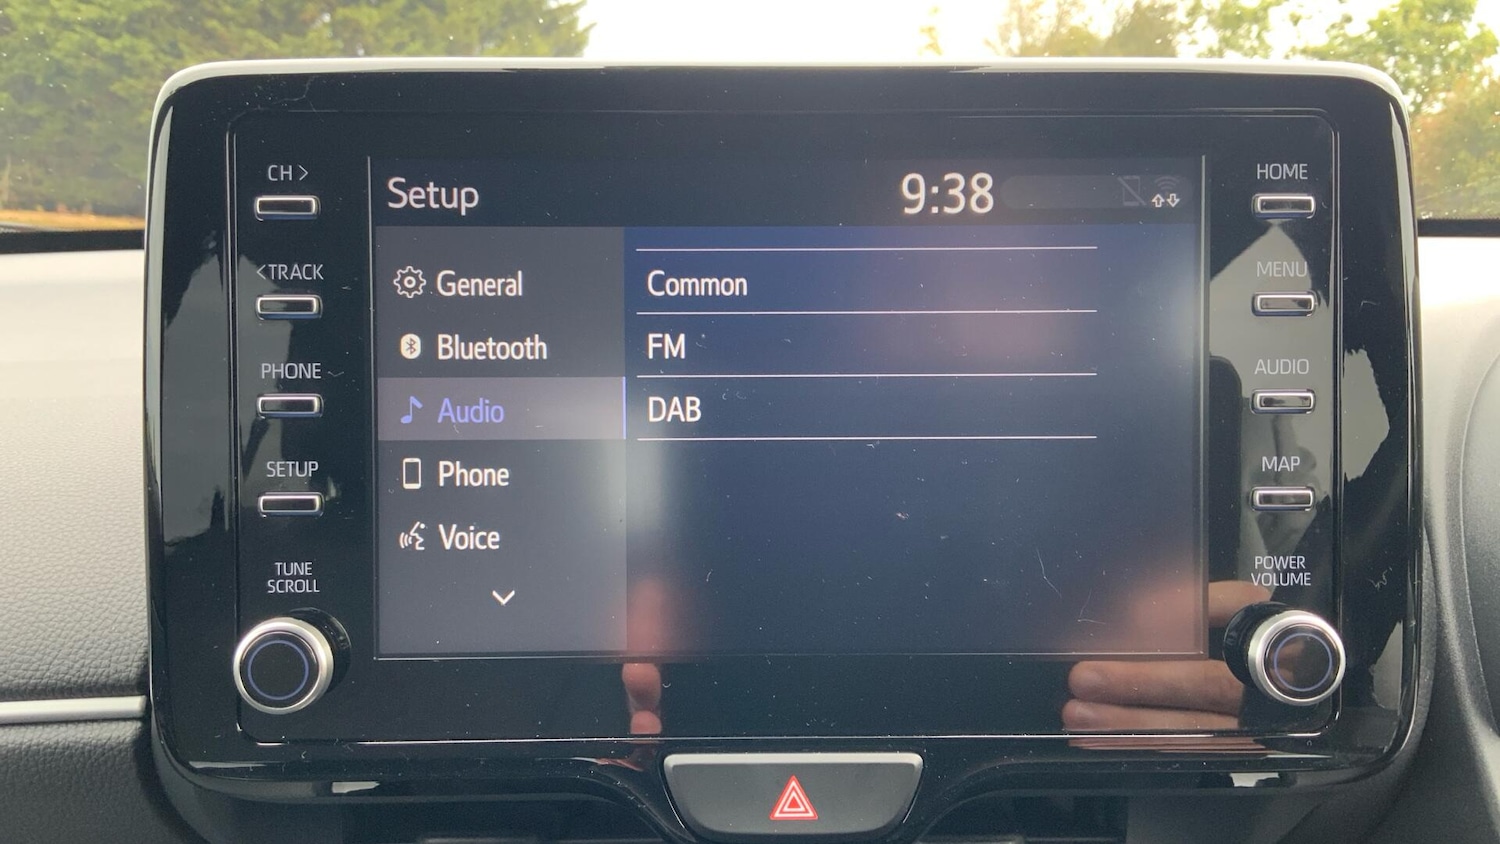 Setup
9:38
CH >
<TRACK
PHONE
SETUP
TUNE
SCROLL
General
Bluetooth
Audio
Phone
Voice
Common
FM
DAB
HOME
MENU
AUDIO
MAP
POWER
VOLUME